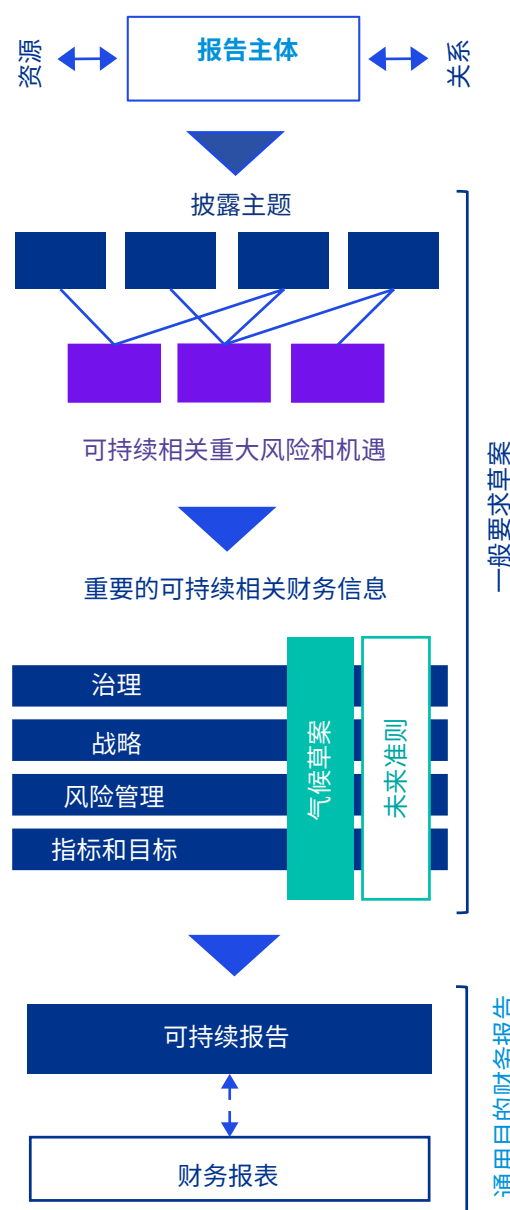 资源
报告主体
关系
披露主题
可持续相关重大风险和机遇
重要的可持续相关财务信息
治理
战略
风险管理
指标和目标
气候草案
未来准则
一般要求草案
可持续报告
财务报表
通用目的财务报告